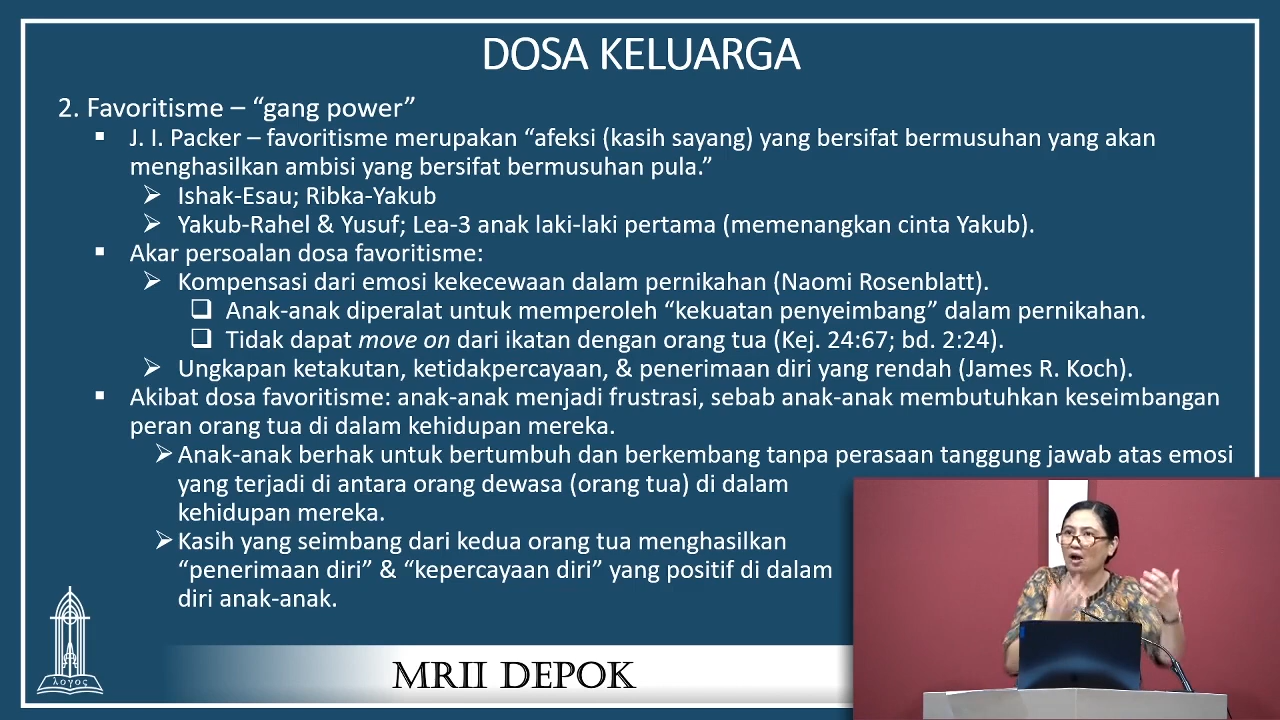 DOSA KELUARGA
2. Favoritisme – “gang power”
▪ J. I. Packer – favoritisme merupakan “afeksi (kasih sayang) yang bersifat bermusuhan yang akan
menghasilkan ambisi yang bersifat bermusuhan pula.”
➢ Ishak-Esau; Ribka-Yakub
➢ Yakub-Rahel & Yusuf; Lea-3 anak laki-laki pertama (memenangkan cinta Yakub).
▪ Akar persoalan dosa favoritisme:
➢ Kompensasi dari emosi kekecewaan dalam pernikahan (Naomi Rosenblatt).
❑ Anak-anak diperalat untuk memperoleh “kekuatan penyeimbang” dalam pernikahan.
❑ Tidak dapat move on dari ikatan dengan orang tua (Kej. 24:67; bd. 2:24).
➢ Ungkapan ketakutan, ketidakpercayaan, & penerimaan diri yang rendah (James R. Koch).
▪ Akibat dosa favoritisme: anak-anak menjadi frustrasi, sebab anak-anak membutuhkan keseimbangan
peran orang tua di dalam kehidupan mereka.
➢ Anak-anak berhak untuk bertumbuh dan berkembang tanpa perasaan tanggung jawab atas emosi
yang terjadi di antara orang dewasa (orang tua) di dalam
kehidupan mereka.
➢ Kasih yang seimbang dari kedua orang tua menghasilkan
“penerimaan diri” & “kepercayaan diri” yang positif di dalam
diri anak-anak.
λογος
MRII DEPOK